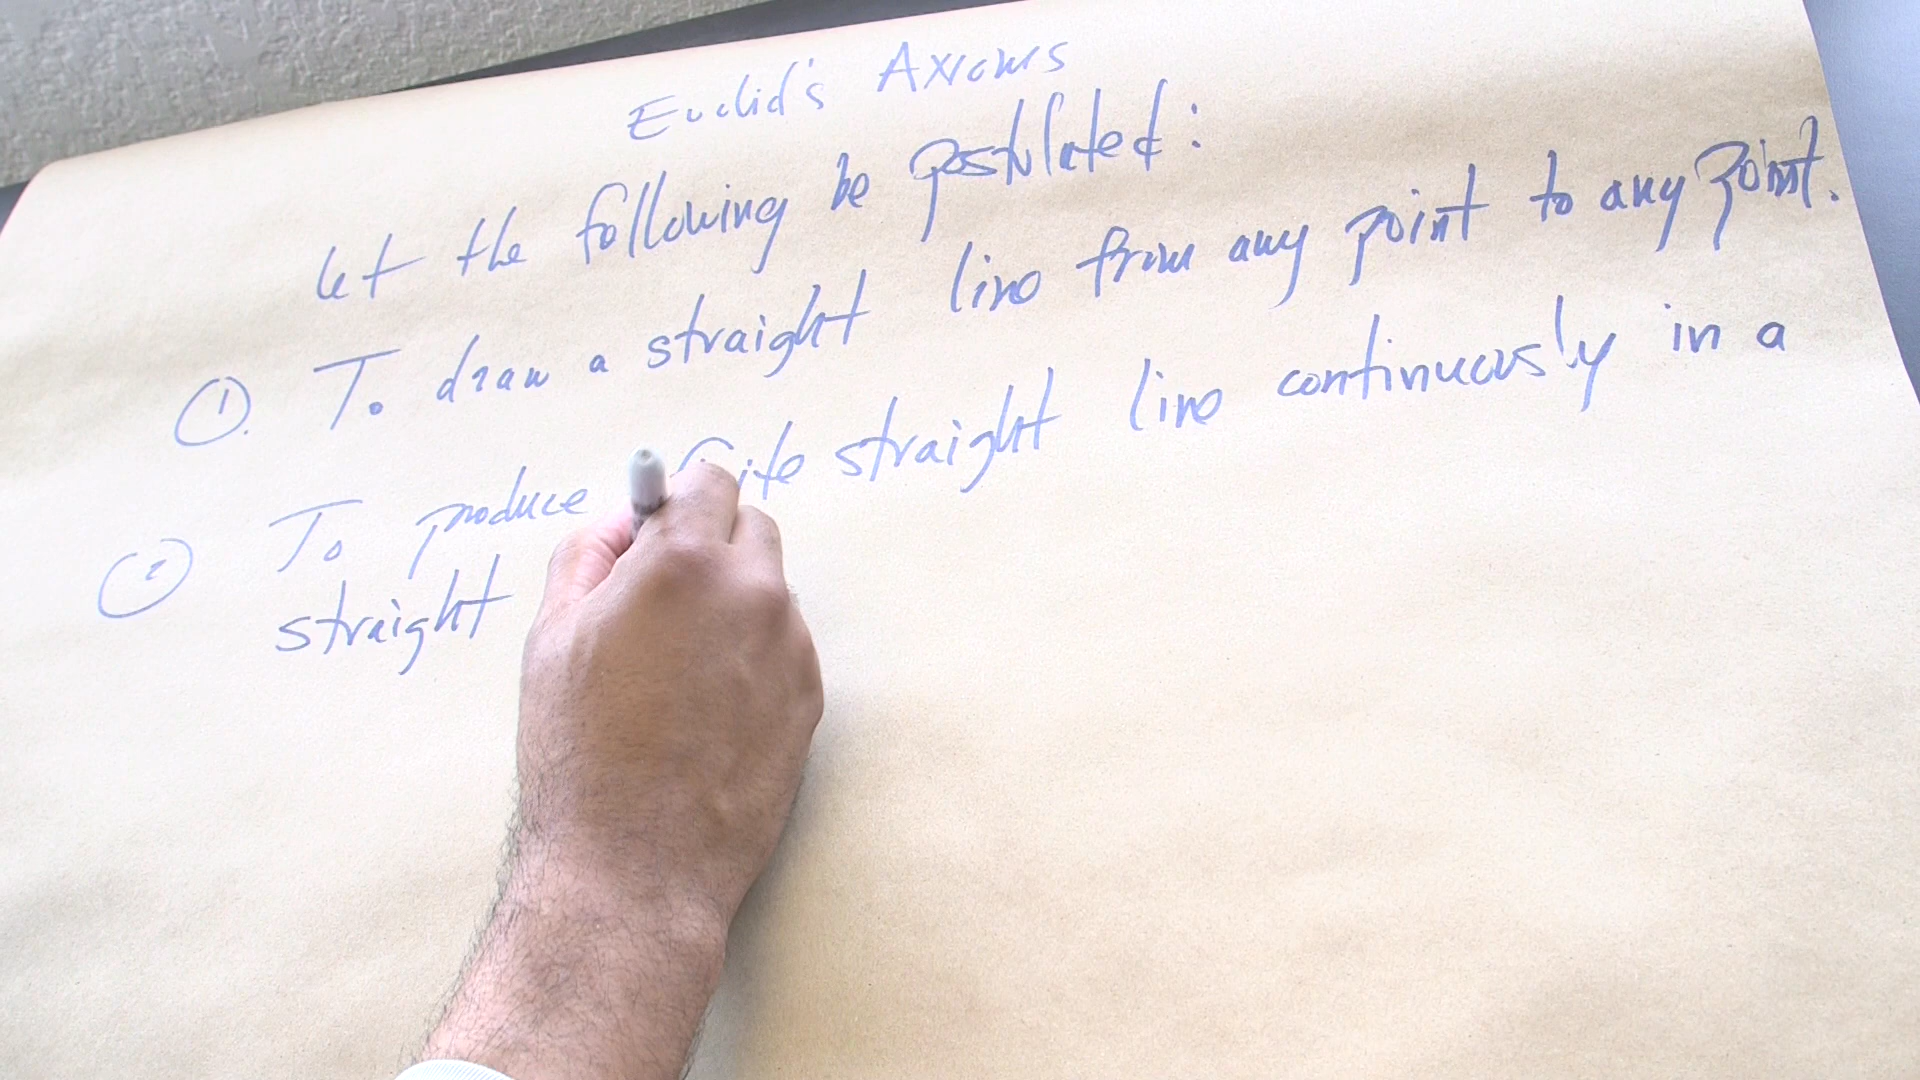 Euclid's Axioms
Let the following be postulated:
① To draw a straight line from any point to any point.
② To produce finite straight line continuously in a
straight